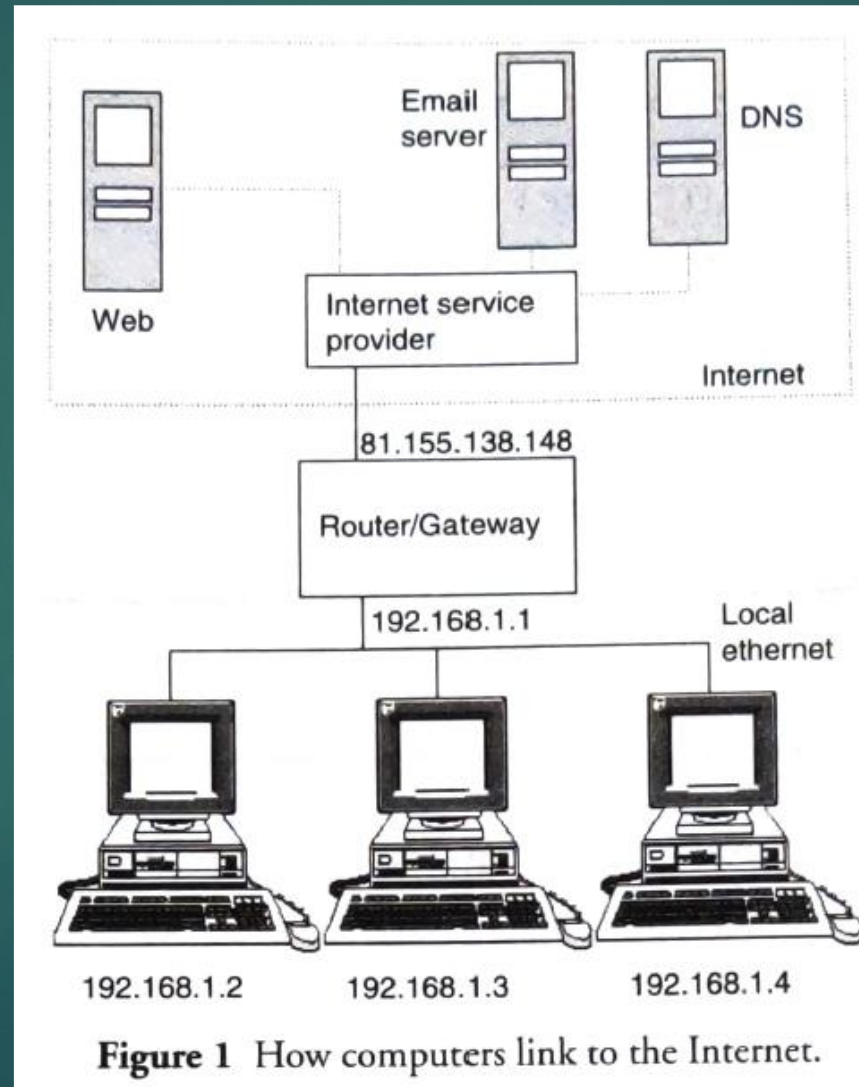 Email
server
DNS
Web
Internet service
provider
Internet
81.155.138.148
Router/Gateway
192.168.1.1
Local
ethernet
192.168.1.2
192.168.1.3
192.168.1.4
Figure 1 How computers link to the Internet.